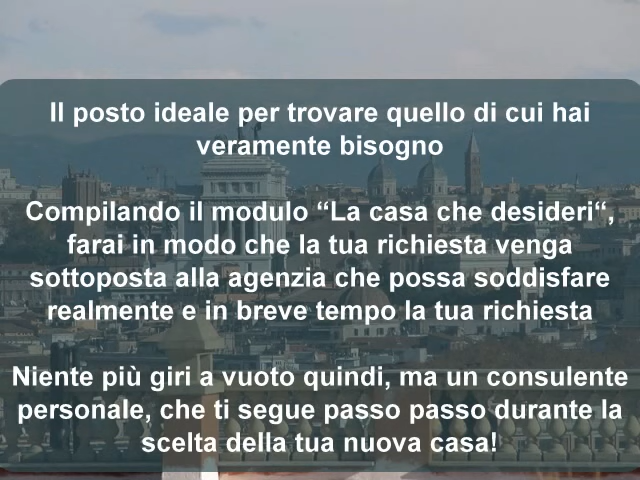 Il posto ideale per trovare quello di cui hai
veramente bisogno
Compilando il modulo “La casa che desideri“,
farai in modo che la tua richiesta venga
sottoposta alla agenzia che possa soddisfare
realmente e in breve tempo la tua richiesta
Niente più giri a vuoto quindi, ma un consulente
personale, che ti segue passo passo durante la
scelta della tua nuova casa!